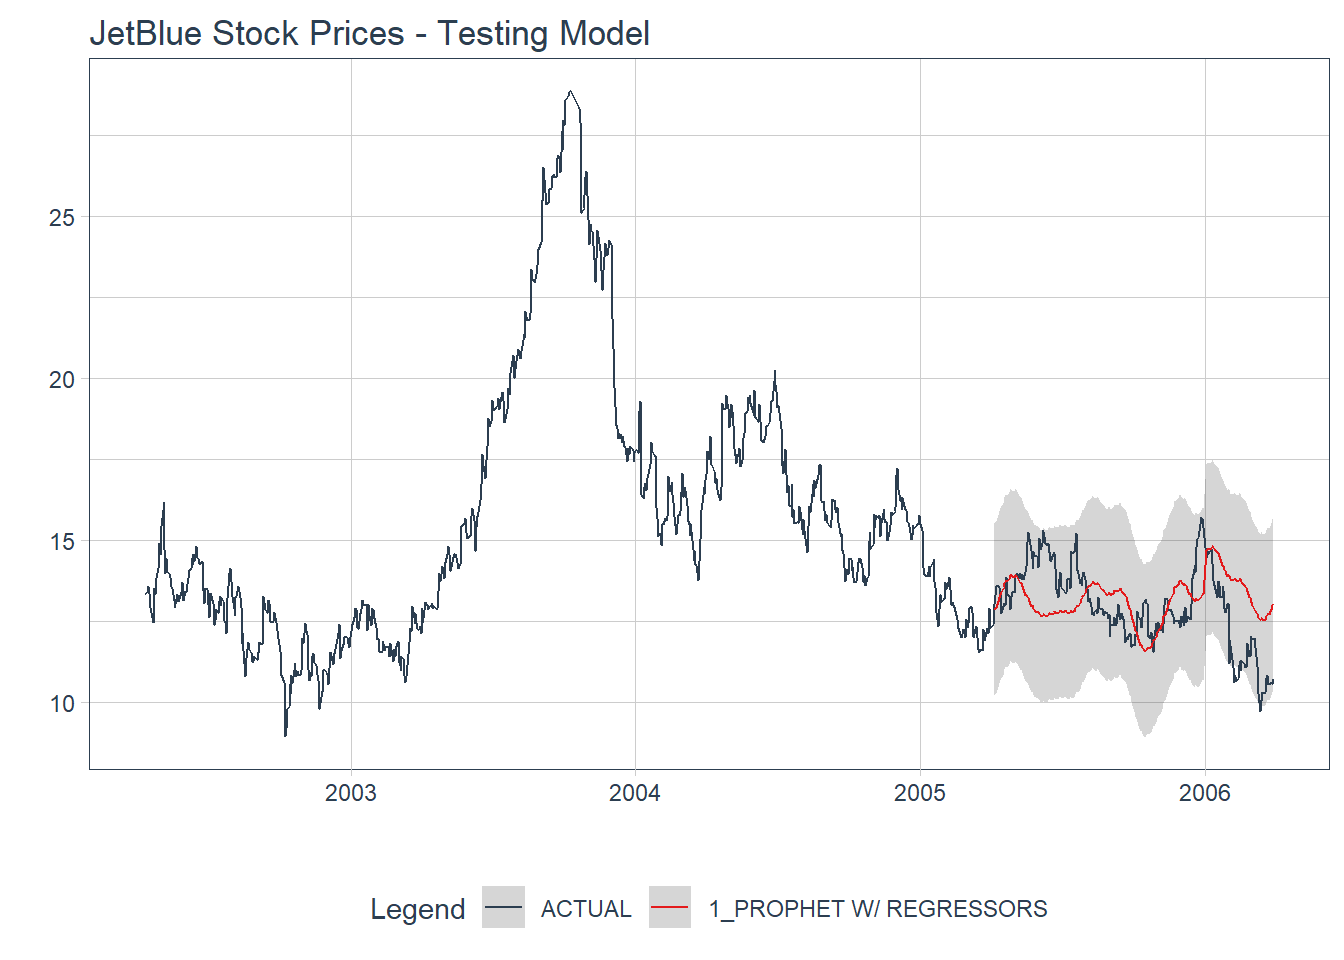 JetBlue Stock Prices - Testing Model
25
20
15
10
2003 2004 2005 2006
Legend ACTUAL 1_PROPHET W/ REGRESSORS